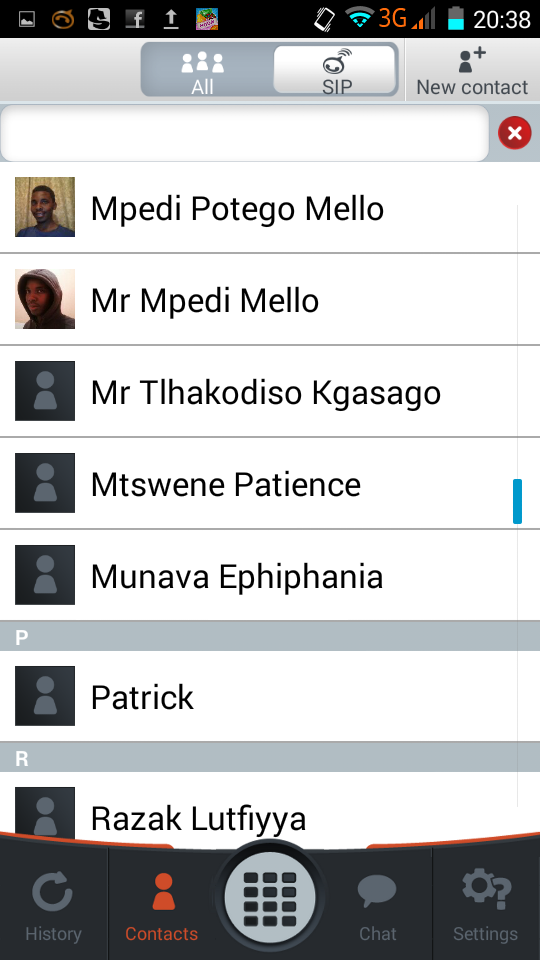 3G 20:38
All
SIP
New contact
Mpedi Potego Mello
Mr Mpedi Mello
Mr Tlhakodiso Kgasago
Mtswene Patience
Munava Ephiphania
P
Patrick
R
Razak Lutfiyya
History
Contacts
Chat
Settings